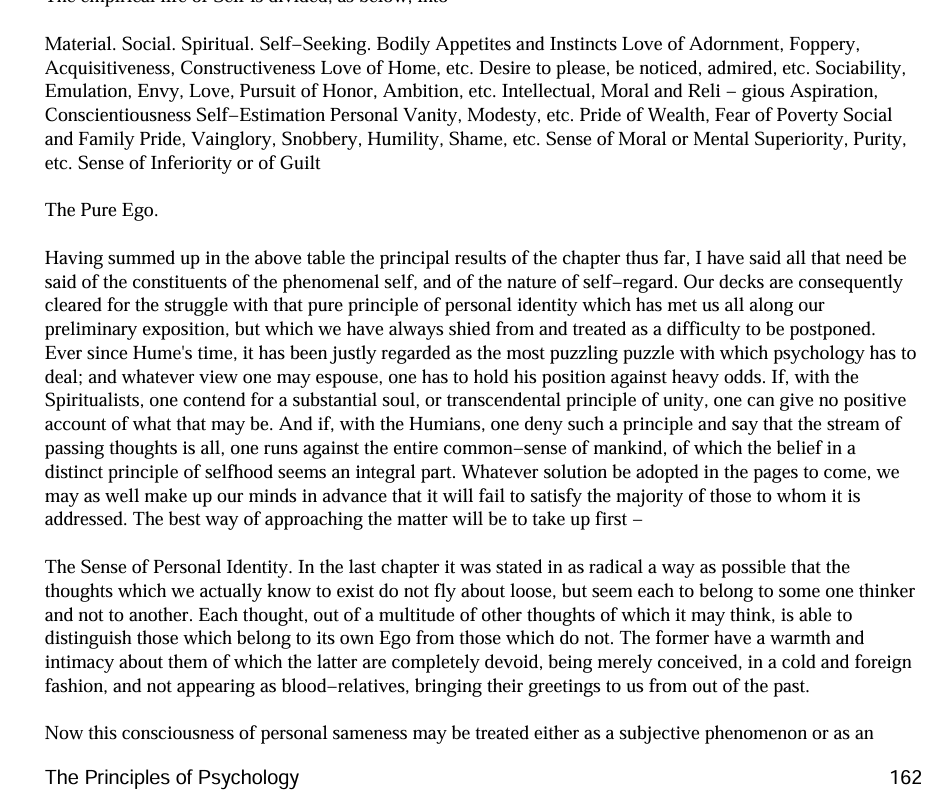 The empirical life of Self is divided, as below, into
Material. Social. Spiritual. Self−Seeking. Bodily Appetites and Instincts Love of Adornment, Foppery,
Acquisitiveness, Constructiveness Love of Home, etc. Desire to please, be noticed, admired, etc. Sociability,
Emulation, Envy, Love, Pursuit of Honor, Ambition, etc. Intellectual, Moral and Reli − gious Aspiration,
Conscientiousness Self−Estimation Personal Vanity, Modesty, etc. Pride of Wealth, Fear of Poverty Social
and Family Pride, Vainglory, Snobbery, Humility, Shame, etc. Sense of Moral or Mental Superiority, Purity,
etc. Sense of Inferiority or of Guilt
The Pure Ego.
Having summed up in the above table the principal results of the chapter thus far, I have said all that need be
said of the constituents of the phenomenal self, and of the nature of self−regard. Our decks are consequently
cleared for the struggle with that pure principle of personal identity which has met us all along our
preliminary exposition, but which we have always shied from and treated as a difficulty to be postponed.
Ever since Hume's time, it has been justly regarded as the most puzzling puzzle with which psychology has to
deal; and whatever view one may espouse, one has to hold his position against heavy odds. If, with the
Spiritualists, one contend for a substantial soul, or transcendental principle of unity, one can give no positive
account of what that may be. And if, with the Humians, one deny such a principle and say that the stream of
passing thoughts is all, one runs against the entire common−sense of mankind, of which the belief in a
distinct principle of selfhood seems an integral part. Whatever solution be adopted in the pages to come, we
may as well make up our minds in advance that it will fail to satisfy the majority of those to whom it is
addressed. The best way of approaching the matter will be to take up first −
The Sense of Personal Identity. In the last chapter it was stated in as radical a way as possible that the
thoughts which we actually know to exist do not fly about loose, but seem each to belong to some one thinker
and not to another. Each thought, out of a multitude of other thoughts of which it may think, is able to
distinguish those which belong to its own Ego from those which do not. The former have a warmth and
intimacy about them of which the latter are completely devoid, being merely conceived, in a cold and foreign
fashion, and not appearing as blood−relatives, bringing their greetings to us from out of the past.
Now this consciousness of personal sameness may be treated either as a subjective phenomenon or as an
The Principles of Psychology 162